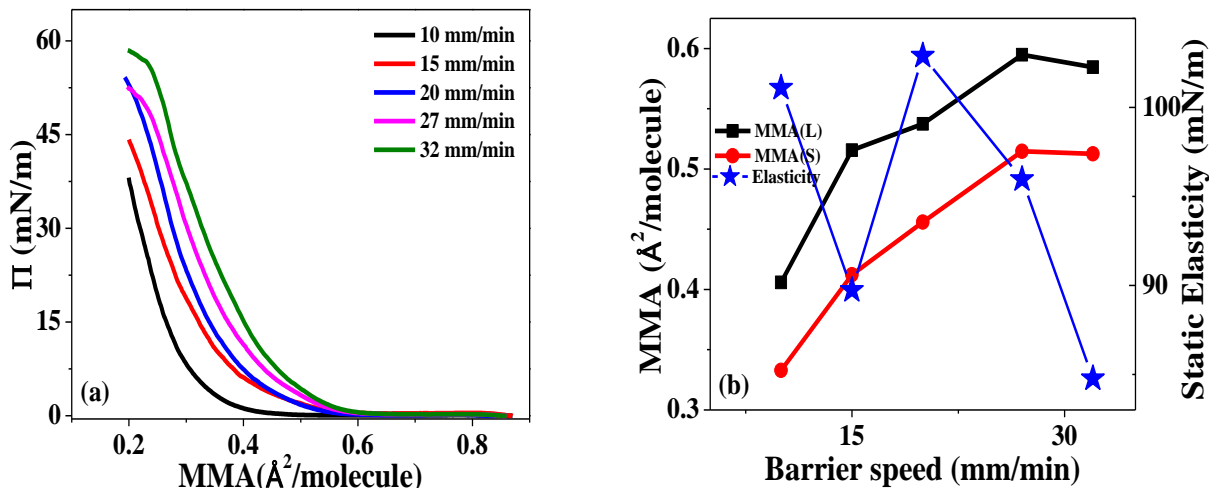 60
45
30
15
0
Π (mN/m)
10 mm/min
15 mm/min
20 mm/min
27 mm/min
32 mm/min
(a)
0.2 0.4 0.6 0.8
MMA(Å²/molecule)
0.6
0.5
0.4
0.3
MMA (Å²/molecule)
MMA(L)
MMA(S)
Elasticity
(b)
15 30
Barrier speed (mm/min)
100
90
Static Elasticity (mN/m)